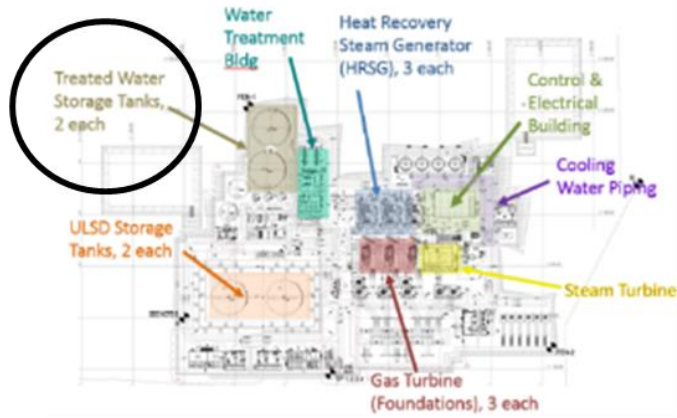 Water
Treatment
Bldg
Heat Recovery
Steam Generator
(HRSG), 3 each
Treated Water
Storage Tanks,
2 each
Control &
Electrical
Building
Cooling
Water Piping
ULSD Storage
Tanks, 2 each
Steam Turbine
Gas Turbine
(Foundations), 3 each